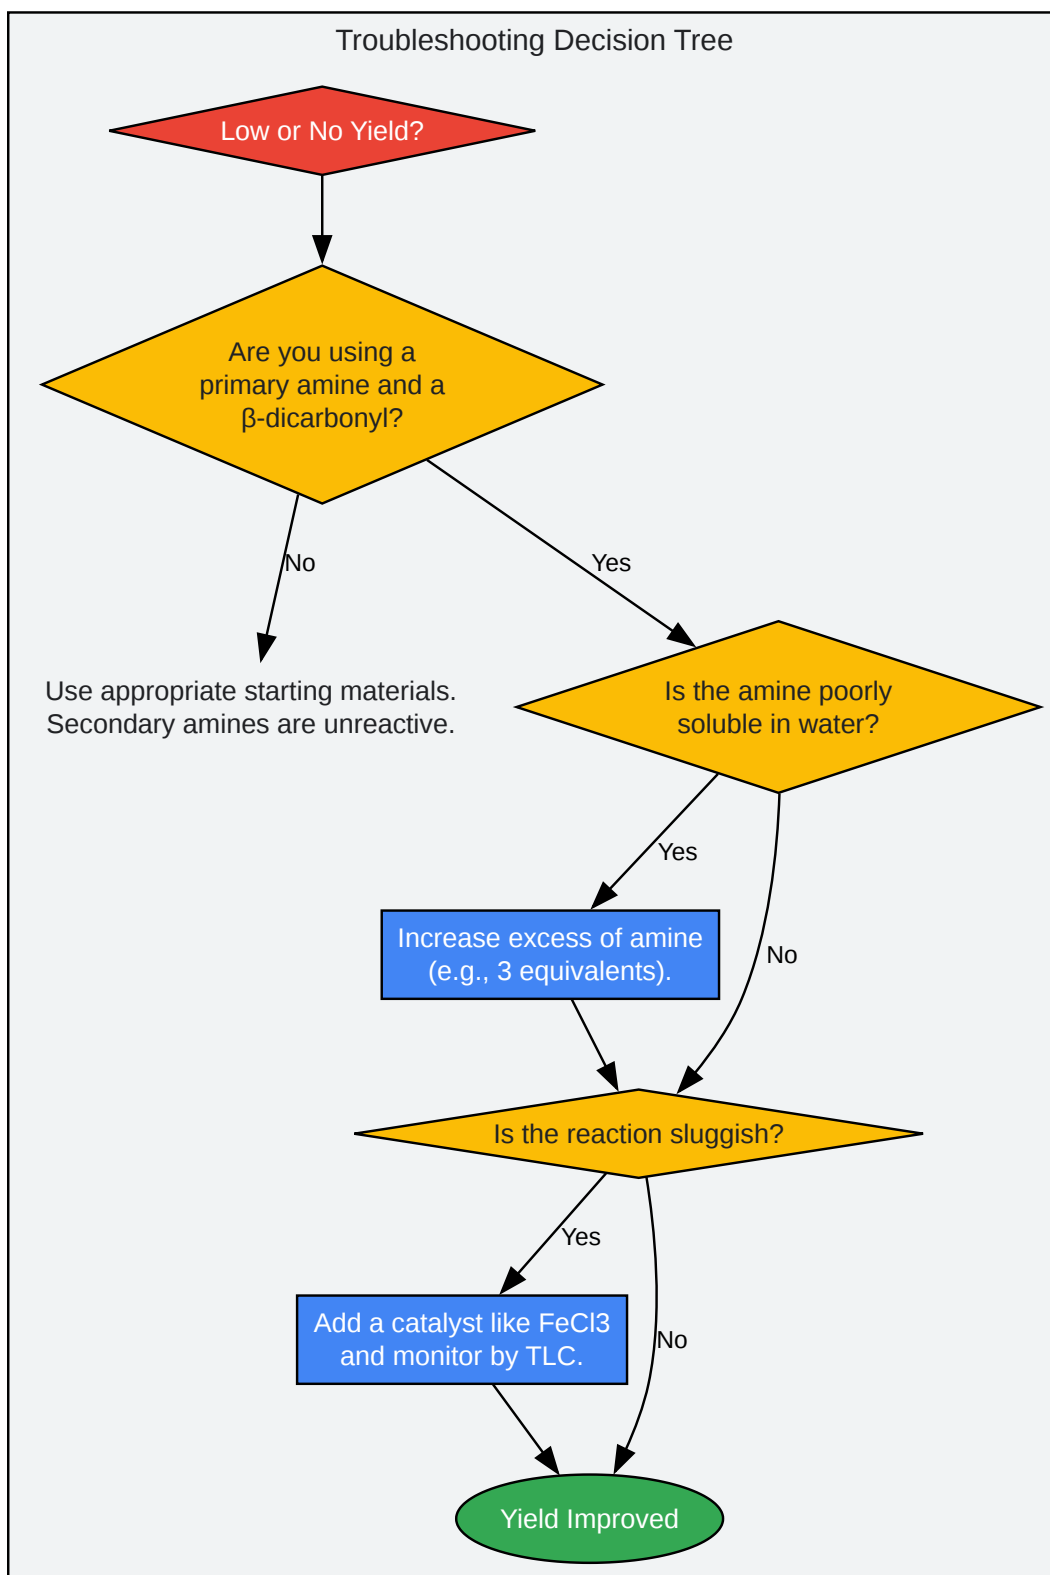 Troubleshooting Decision Tree
Low or No Yield?
Are you using a
primary amine and a
β-dicarbonyl?
No
Yes
Use appropriate starting materials.
Secondary amines are unreactive.
Is the amine poorly
soluble in water?
Yes
No
Increase excess of amine
(e.g., 3 equivalents).
Is the reaction sluggish?
Yes
No
Add a catalyst like FeCl3
and monitor by TLC.
Yield Improved